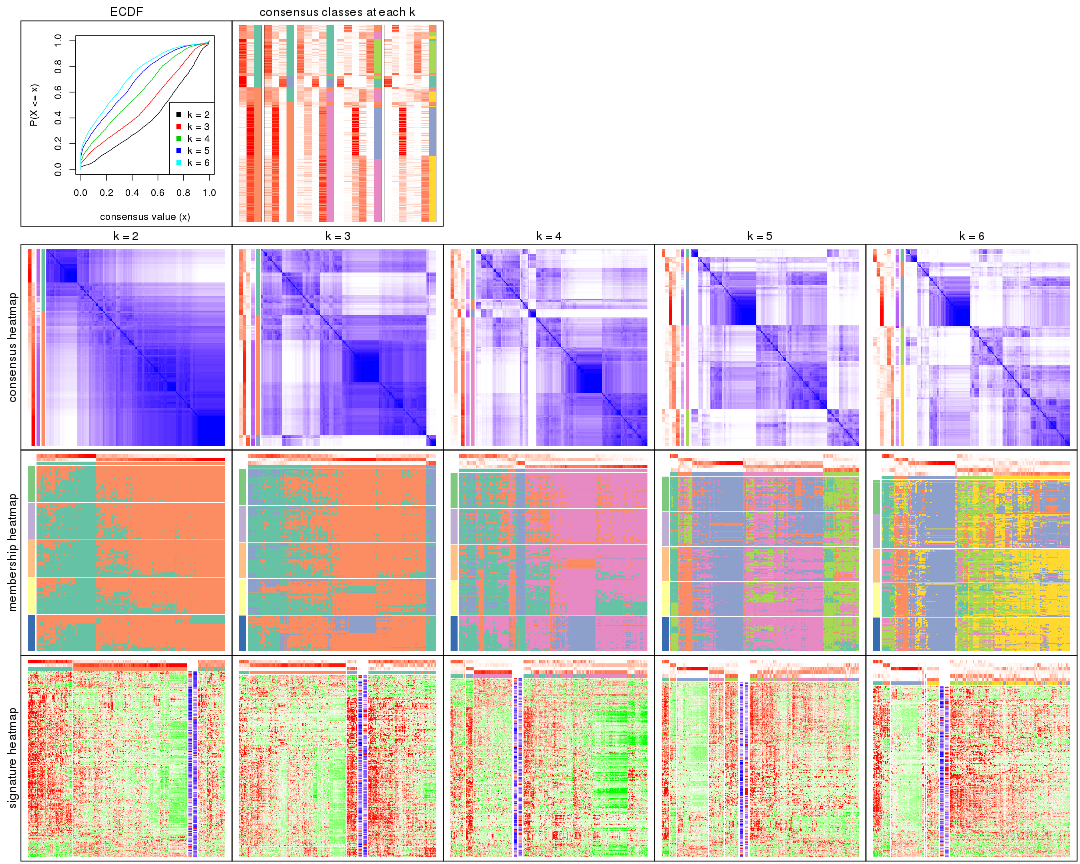 ECDF
consensus classes at each k
P(X <= x)
0.0 0.2 0.4 0.6 0.8 1.0
k = 2
k = 3
k = 4
k = 5
k = 6
0.0 0.2 0.4 0.6 0.8 1.0
consensus value (x)
k = 2 k = 3 k = 4 k = 5 k = 6
consensus heatmap
membership heatmap
signature heatmap